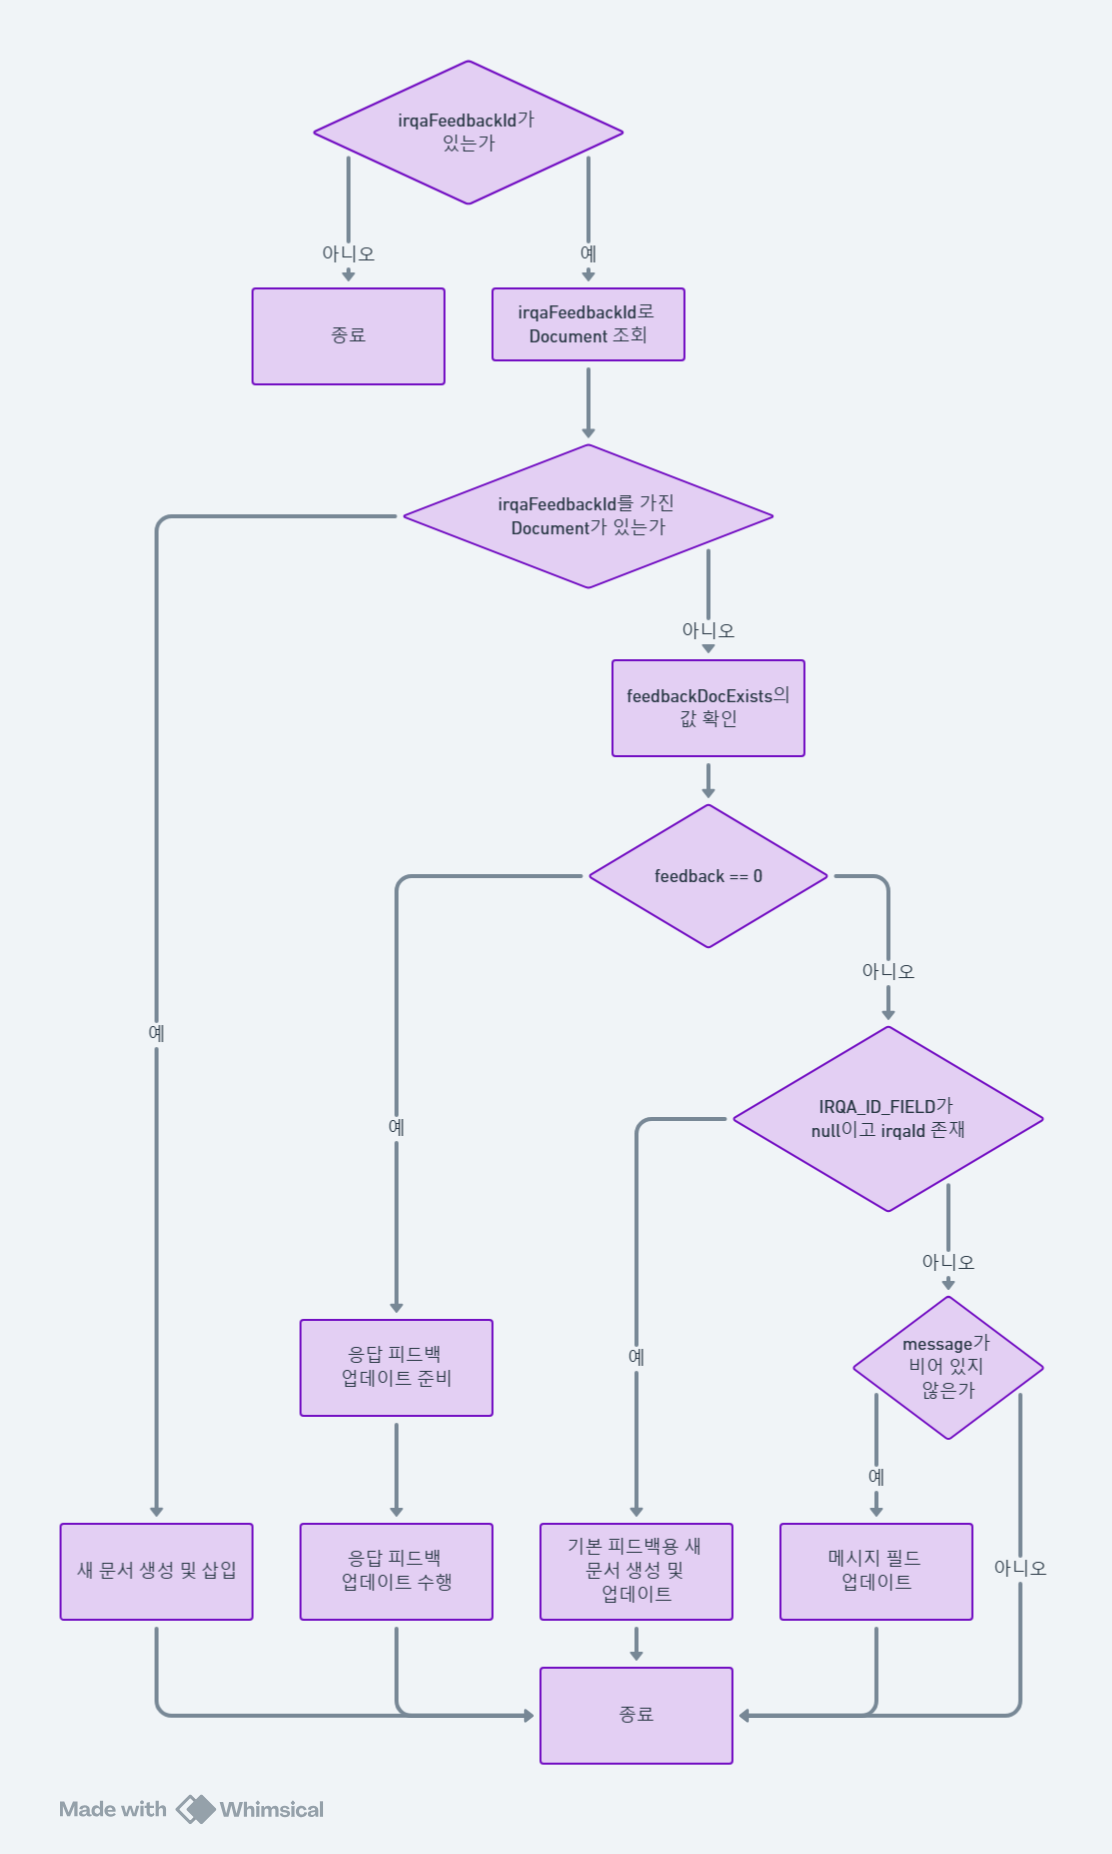 irqaFeedbackId가
있는가
아니오
예
종료
irqaFeedbackId로
Document 조회
irqaFeedbackId를 가진
Document가 있는가
아니오
feedbackDocExists의
값 확인
feedback == 0
아니오
예
IRQA_ID_FIELD가
null이고 irqaId 존재
예
아니오
message가
비어 있지
않은가
응답 피드백
업데이트 준비
예
예
아니오
새 문서 생성 및 삽입
응답 피드백
업데이트 수행
기본 피드백용 새
문서 생성 및
업데이트
메시지 필드
업데이트
종료
Made with Whimsical